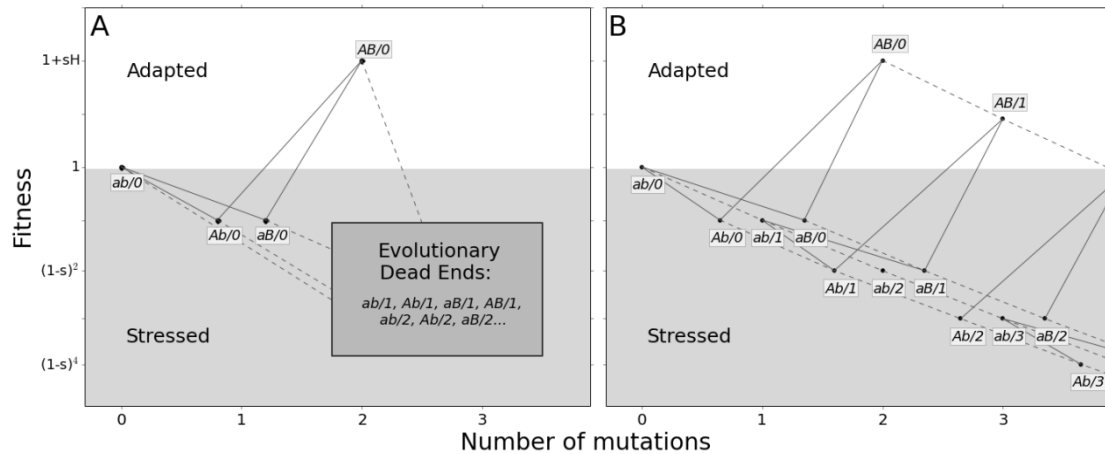 A
B
1+sH
1
(1-s)²
(1-s)⁴
Fitness
Adapted
Stressed
AB/0
ab/0
Ab/0
aB/0
Evolutionary
Dead Ends:
ab/1, Ab/1, aB/1, AB/1,
ab/2, Ab/2, aB/2...
0
1
2
3
Adapted
Stressed
AB/0
AB/1
ab/0
Ab/0
ab/1
aB/0
Ab/1
ab/2
aB/1
Ab/2
ab/3
aB/2
Ab/3
0
1
2
3
Number of mutations